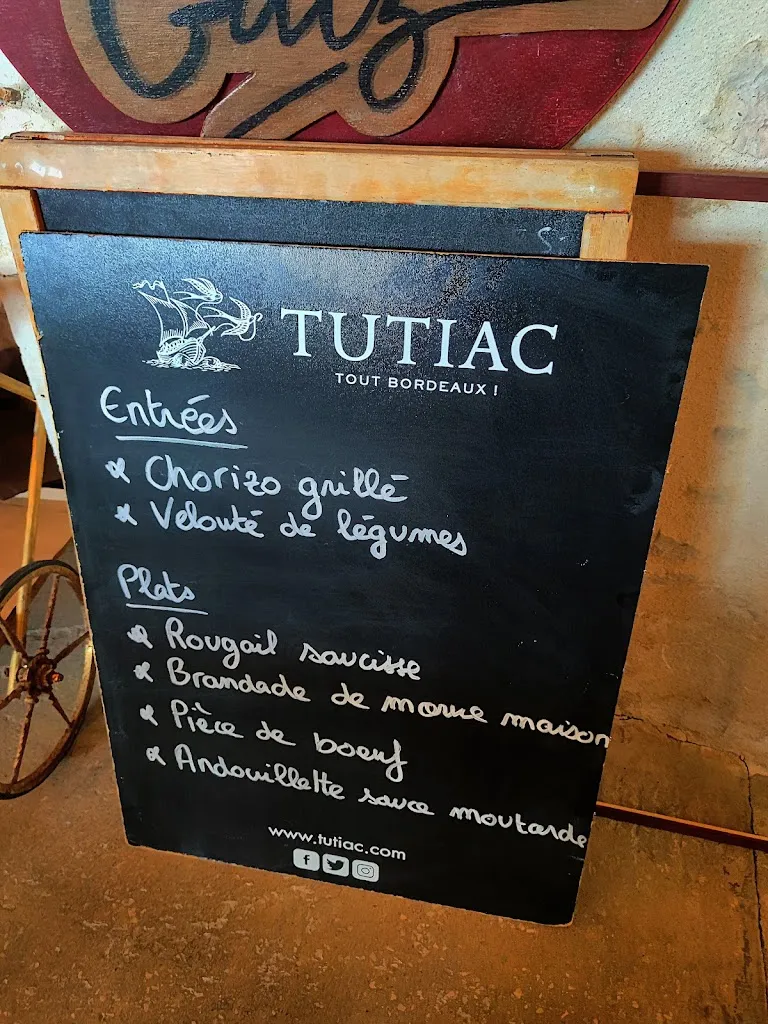 TUTIAC
TOUT BORDEAUX !
Entrées
Chorizo grillé
Velouté de légumes
Plats
Rougail saucisse
Brandade de morue maison
Pièce de boeuf
Andouillette sauce moutarde
www.tutiac.com